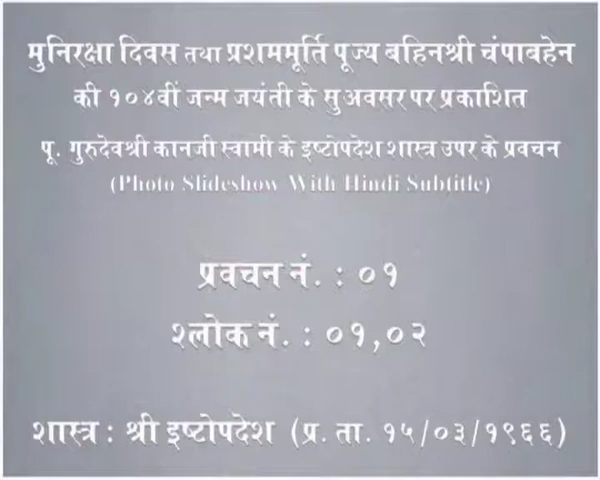 मुनिरक्षा दिवस तथा प्रशममूर्ति पूज्य बहिनश्री चंपाबहेन
की १०४वीं जन्म जयंती के सुअवसर पर प्रकाशित
पू. गुरुदेवश्री कानजी स्वामी के इष्टोपदेश शास्त्र उपर के प्रवचन
(Photo Slideshow With Hindi Subtitle)
प्रवचन नं. : ०१
श्लोक नं. : ०१,०२
शास्त्र : श्री इष्टोपदेश (प्र. ता. १५/०३/१९६६)